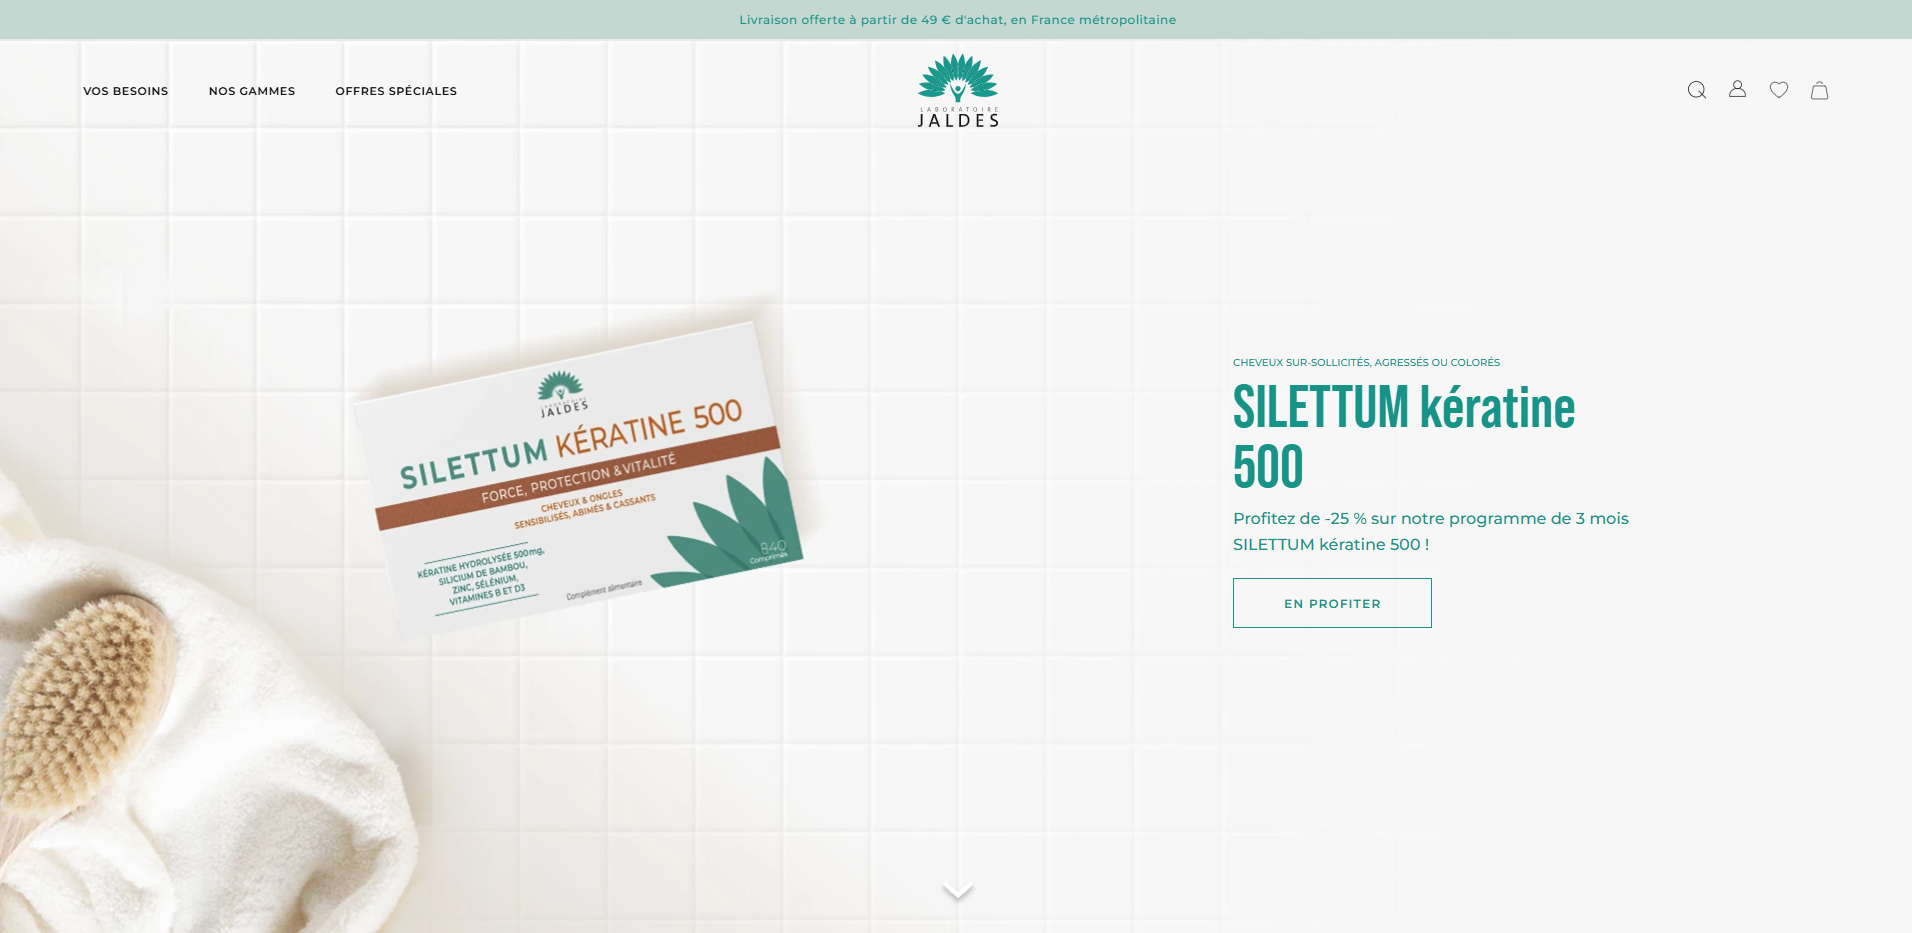 Livraison offerte à partir de 49 € d'achat, en France métropolitaine
VOS BESOINS
NOS GAMMES
OFFRES SPÉCIALES
LABORATOIRE
JALDES
LABORATOIRE
JALDES
SILETTUM KÉRATINE 500
FORCE, PROTECTION & VITALITÉ
CHEVEUX & ONGLES
SENSIBILISÉS, ABIMÉS & CASSANTS
KÉRATINE HYDROLYSÉE 500mg,
SILICIUM DE BAMBOU,
ZINC, SÉLÉNIUM,
VITAMINES B ET D3
Complément alimentaire
840
Comprimés
CHEVEUX SUR-SOLLICITÉS, AGRESSÉS OU COLORÉS
SILETTUM kératine
500
Profitez de -25 % sur notre programme de 3 mois
SILETTUM kératine 500 !
EN PROFITER